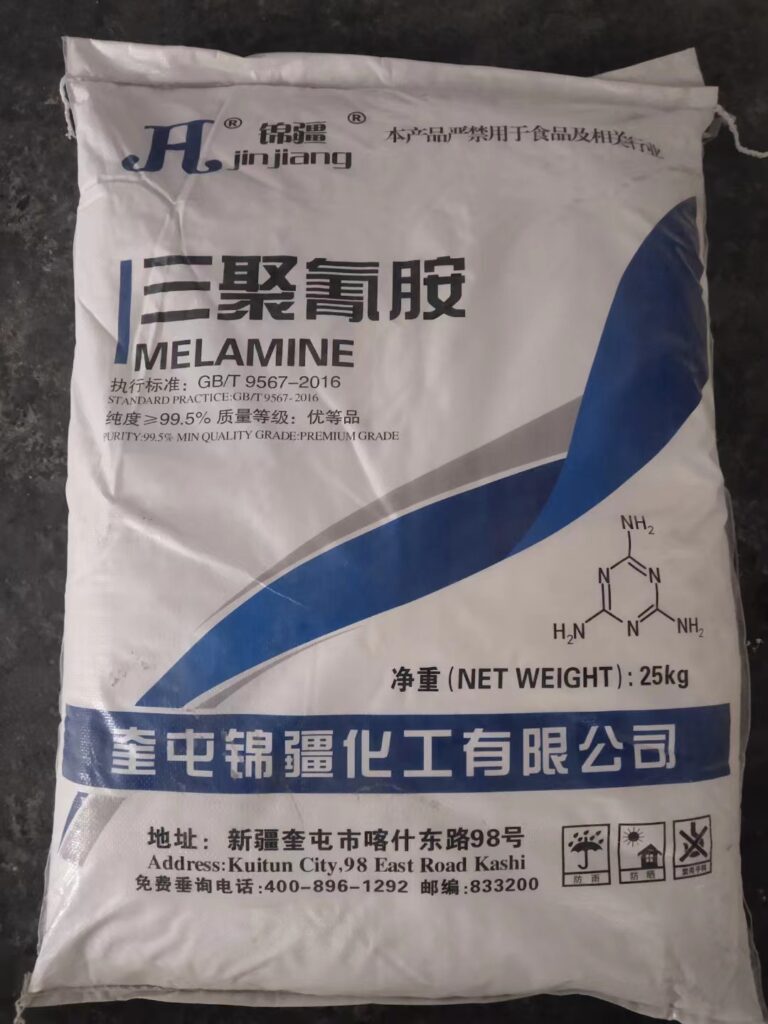 H® 锦疆®
jinjiang
本产品严禁用于食品及相关行业
三聚氰胺
MELAMINE
执行标准：GB/T 9567-2016
STANDARD PRACTICE:GB/T 9567-2016
纯度≥99.5% 质量等级：优等品
PURITY:99.5% MIN QUALITY GRADE:PREMIUM GRADE
NH₂
N N
H₂N N NH₂
净重(NET WEIGHT):25kg
奎屯锦疆化工有限公司
地址：新疆奎屯市喀什东路98号
Address:Kuitun City,98 East Road Kashi
免费垂询电话:400-896-1292 邮编:833200
防雨 防晒 禁用手钩